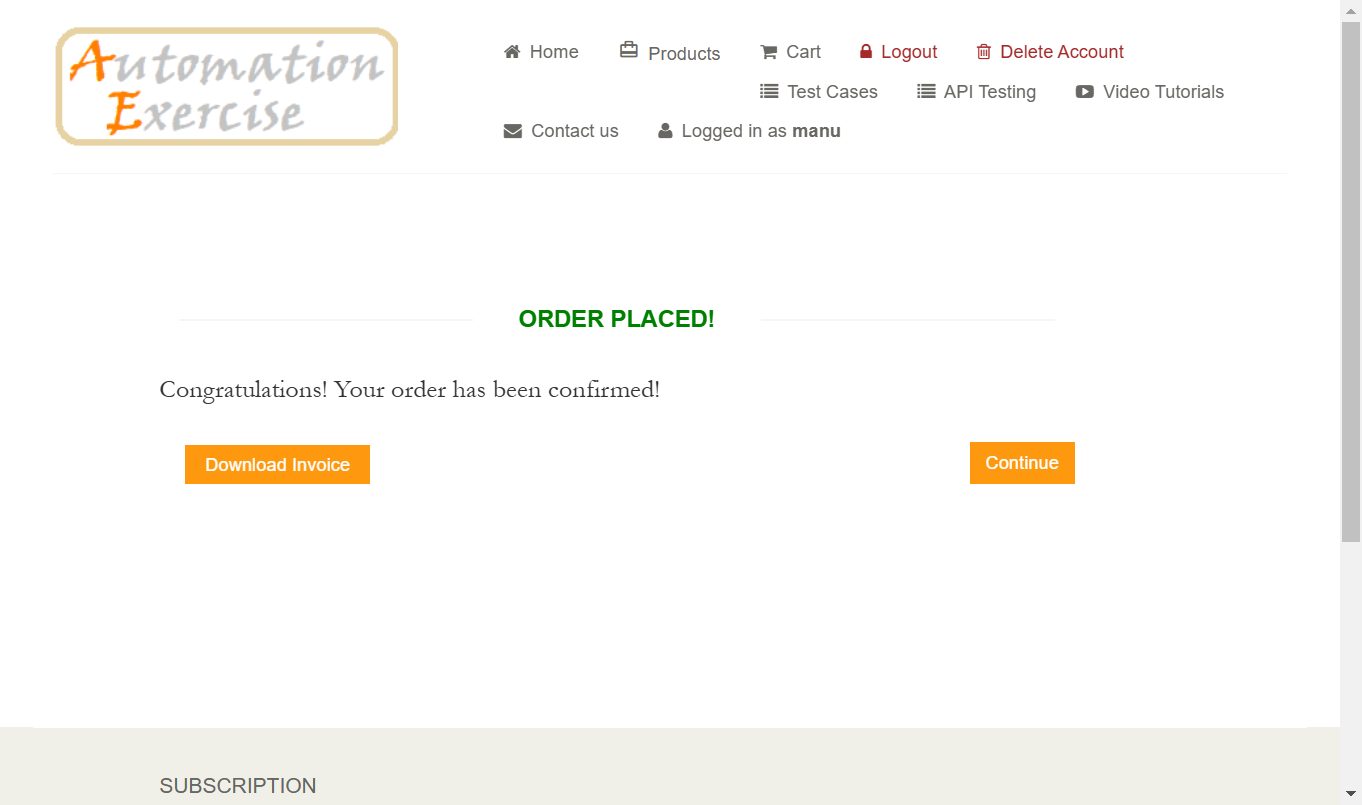 Automation
Exercise
Home Products Cart Logout Delete Account
Test Cases API Testing Video Tutorials
Contact us Logged in as manu
ORDER PLACED!
Congratulations! Your order has been confirmed!
Download Invoice Continue
SUBSCRIPTION